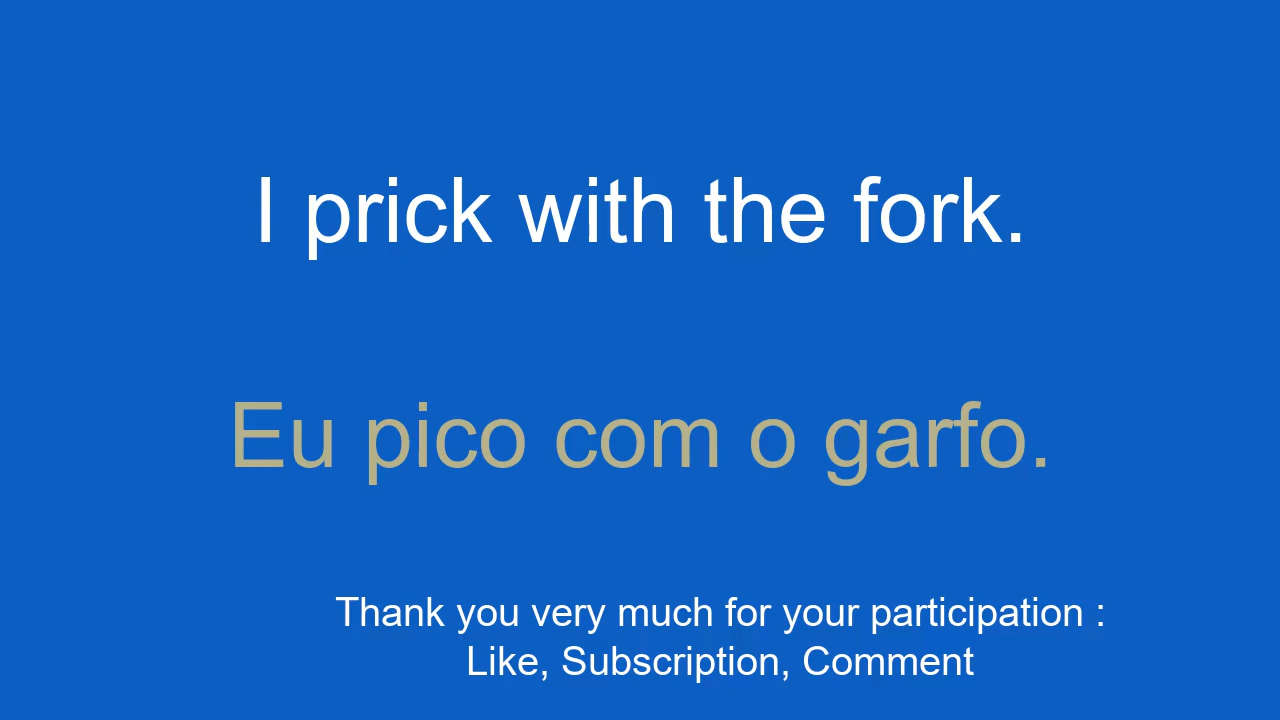 I prick with the fork.
Eu pico com o garfo.
Thank you very much for your participation :
Like, Subscription, Comment